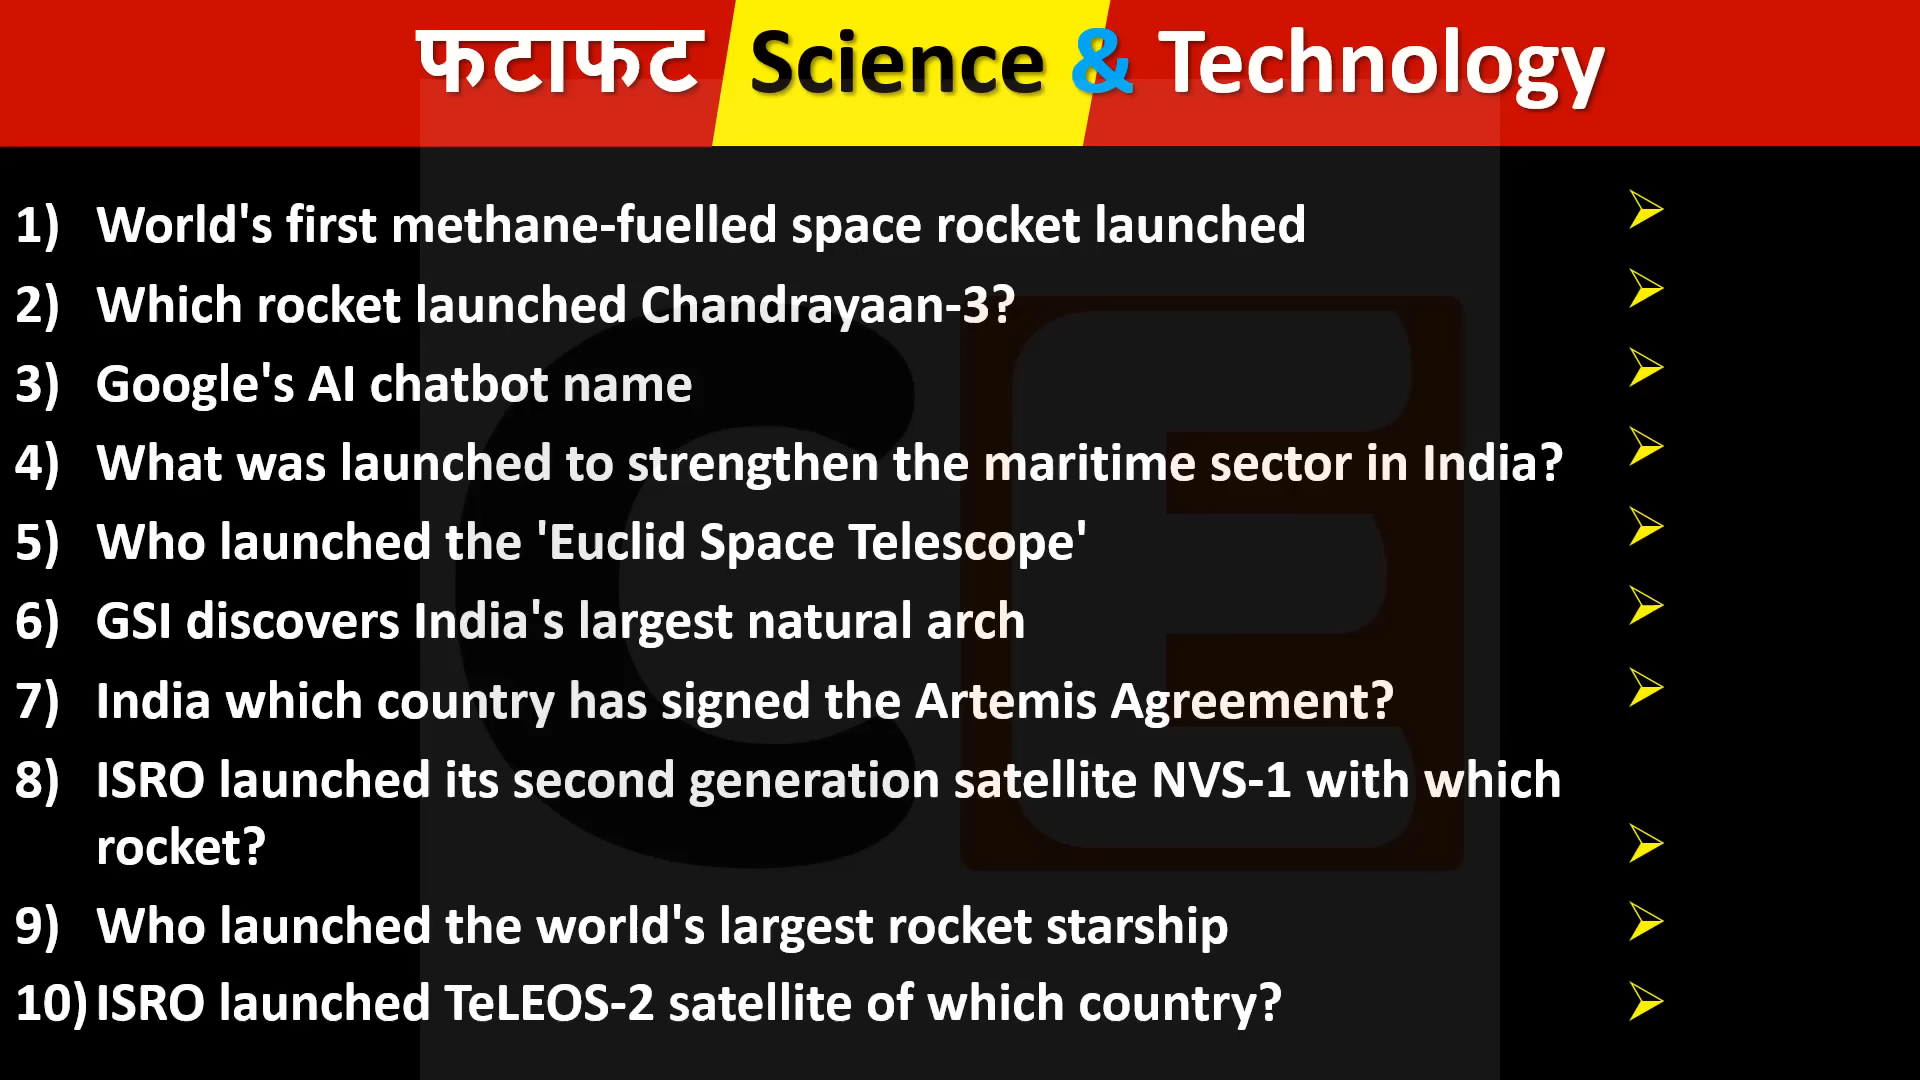 फटाफट Science & Technology
1) World's first methane-fuelled space rocket launched
2) Which rocket launched Chandrayaan-3?
3) Google's AI chatbot name
4) What was launched to strengthen the maritime sector in India?
5) Who launched the 'Euclid Space Telescope'
6) GSI discovers India's largest natural arch
7) India which country has signed the Artemis Agreement?
8) ISRO launched its second generation satellite NVS-1 with which
rocket?
9) Who launched the world's largest rocket starship
10) ISRO launched TeLEOS-2 satellite of which country?
CE